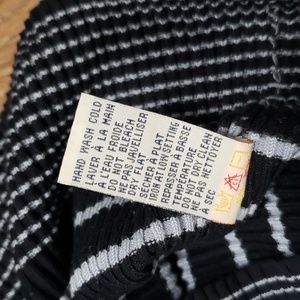 HAND WASH COLD
LAVER À LA MAIN
À L'EAU FROIDE
DO NOT BLEACH
NE PAS JAVELLISER
DRY FLAT
SECHER À PLAT
IRON AT LOW SETTING
REPASSER À BASSE
TEMPERATURE
DO NOT DRY CLEAN
NE PAS NETTOYER
À SEC